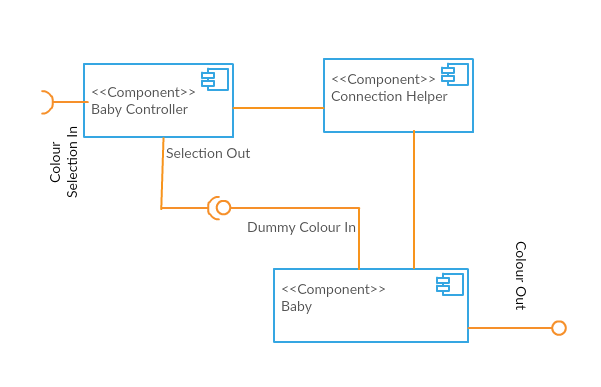 <<Component>>
Baby Controller
<<Component>>
Connection Helper
Colour
Selection In
Selection Out
Dummy Colour In
<<Component>>
Baby
Colour Out